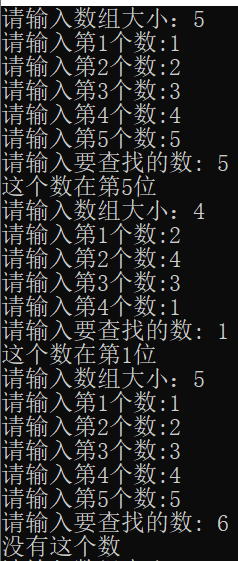 请输入数组大小：5
请输入第1个数:1
请输入第2个数:2
请输入第3个数:3
请输入第4个数:4
请输入第5个数:5
请输入要查找的数: 5
这个数在第5位
请输入数组大小：4
请输入第1个数:2
请输入第2个数:4
请输入第3个数:3
请输入第4个数:1
请输入要查找的数: 1
这个数在第1位
请输入数组大小：5
请输入第1个数:1
请输入第2个数:2
请输入第3个数:3
请输入第4个数:4
请输入第5个数:5
请输入要查找的数: 6
没有这个数